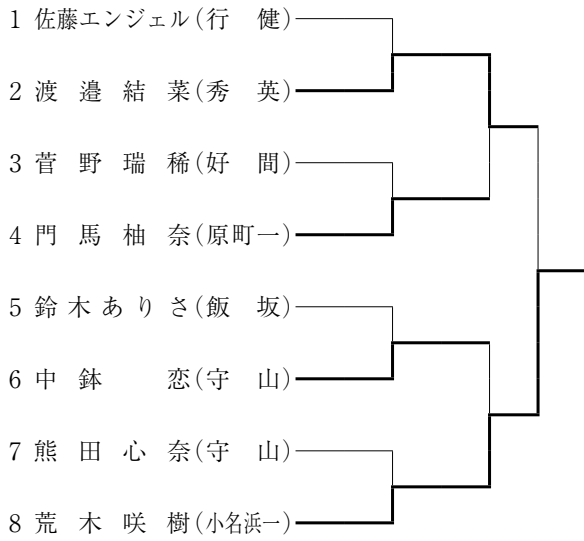 1 佐藤エンジェル(行 健)
2 渡 邉 結 菜(秀 英)
3 菅 野 瑞 稀(好 間)
4 門 馬 柚 奈(原町一)
5 鈴 木 あ り さ(飯 坂)
6 中 鉢 恋(守 山)
7 熊 田 心 奈(守 山)
8 荒 木 咲 樹(小名浜一)